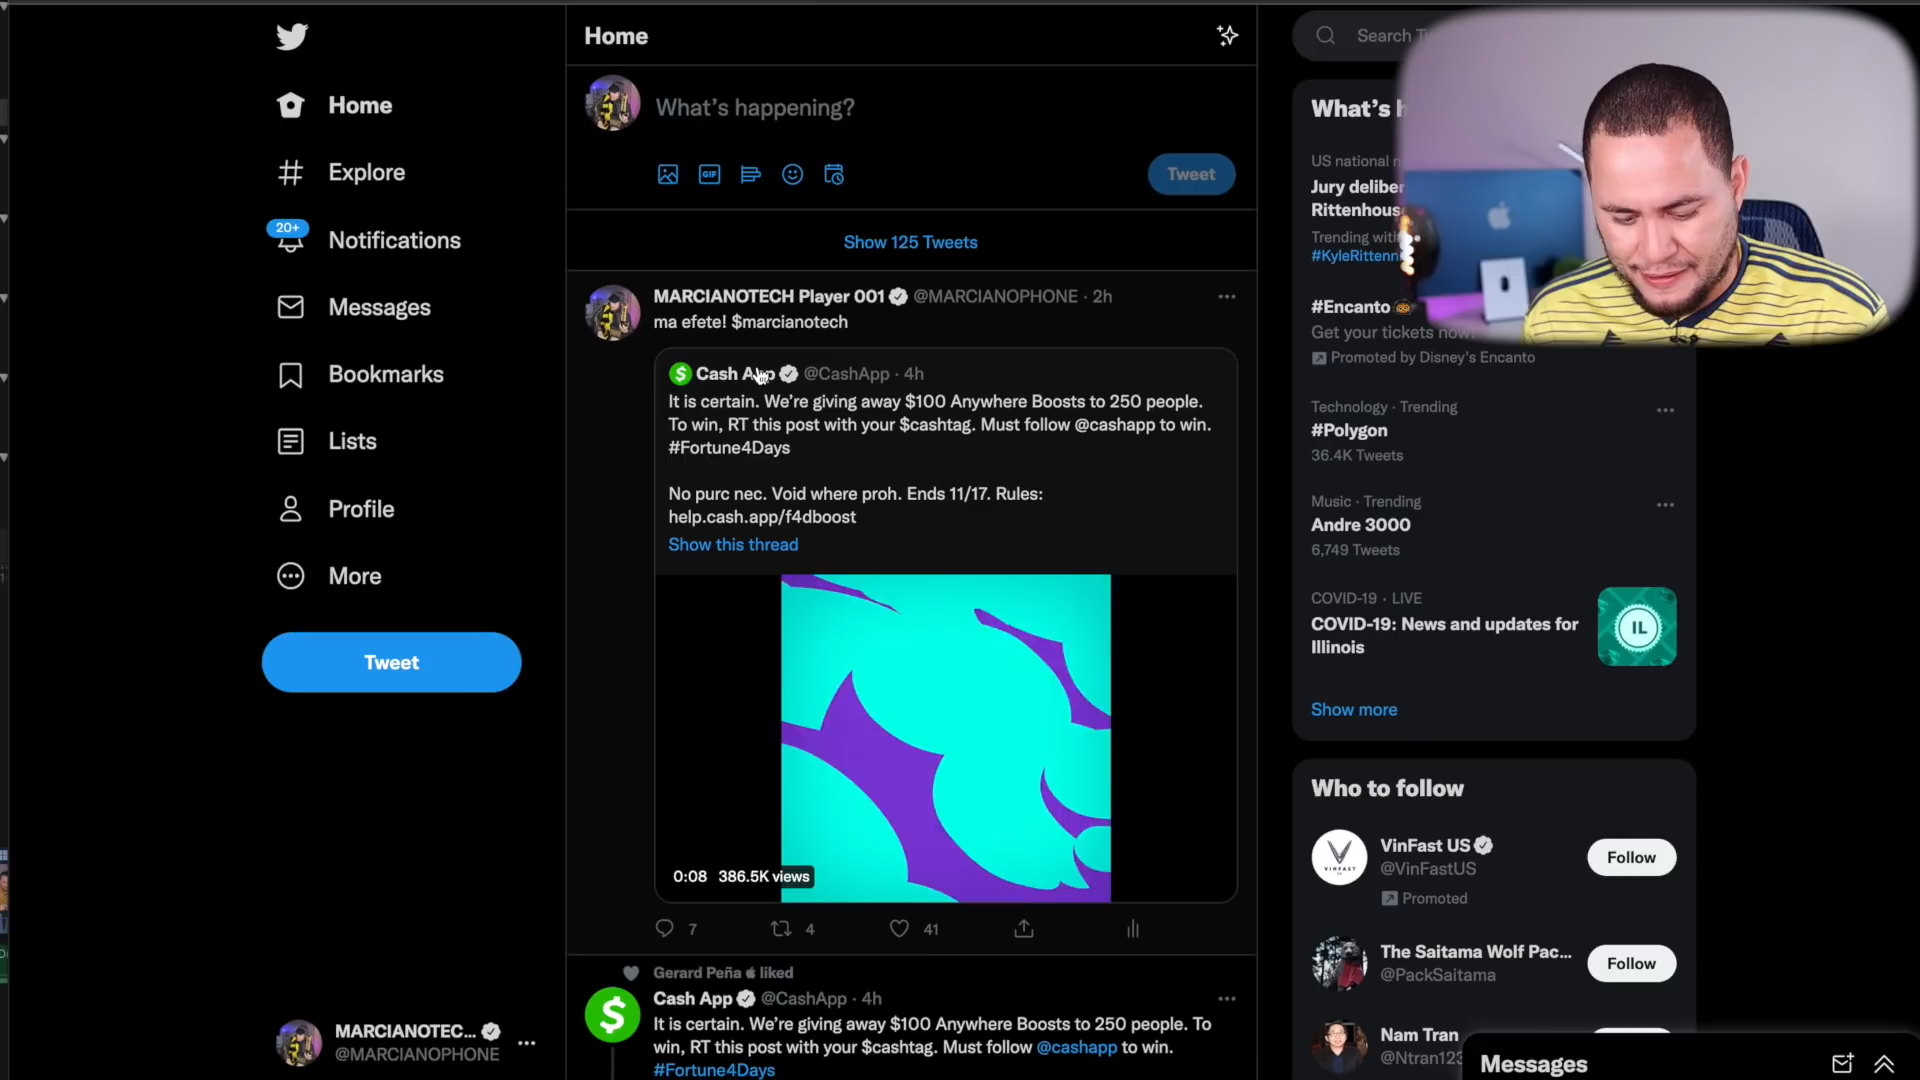 Home
Explore
20+
Notifications
Messages
Bookmarks
Lists
Profile
More
Tweet
MARCIANOTEC...
@MARCIANOPHONE
Home
What's happening?
GIF
Tweet
Show 125 Tweets
MARCIANOTECH Player 001 @MARCIANOPHONE · 2h
ma efete! $marcianotech
$ Cash App @CashApp · 4h
It is certain. We're giving away $100 Anywhere Boosts to 250 people.
To win, RT this post with your $cashtag. Must follow @cashapp to win.
#Fortune4Days
No purc nec. Void where proh. Ends 11/17. Rules:
help.cash.app/f4dboost
Show this thread
0:08 386.5K views
7 4 41
Gerard Peña liked
$ Cash App @CashApp · 4h
It is certain. We're giving away $100 Anywhere Boosts to 250 people. To
win, RT this post with your $cashtag. Must follow @cashapp to win.
#Fortune4Days
Search
What's
US national
Jury deliber
Rittenhous
Trending with
#KyleRittenh
#Encanto
Get your tickets now!
Promoted by Disney's Encanto
Technology · Trending
#Polygon
36.4K Tweets
Music · Trending
Andre 3000
6,749 Tweets
COVID-19 · LIVE
COVID-19: News and updates for
Illinois
IL
Show more
Who to follow
VINFAST
VinFast US
@VinFastUS
Promoted
Follow
The Saitama Wolf Pac...
@PackSaitama
Follow
Nam Tran
@Ntran123
Messages